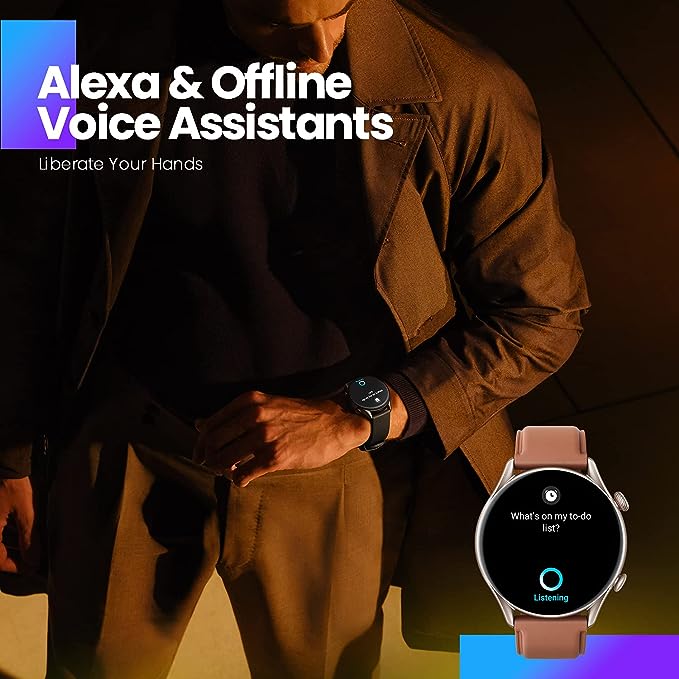 Alexa & Offline
Voice Assistants
Liberate Your Hands
What's on my to-do
list?
Listening